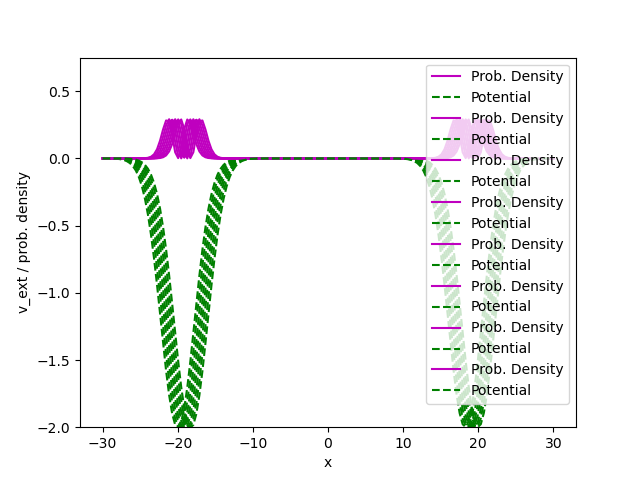 Prob. Density
Potential
Prob. Density
Potential
Prob. Density
Potential
Prob. Density
Potential
Prob. Density
Potential
Prob. Density
Potential
Prob. Density
Potential
Prob. Density
Potential
0.5
0.0
−0.5
−1.0
−1.5
−2.0
v_ext / prob. density
−30
−20
−10
0
10
20
30
x